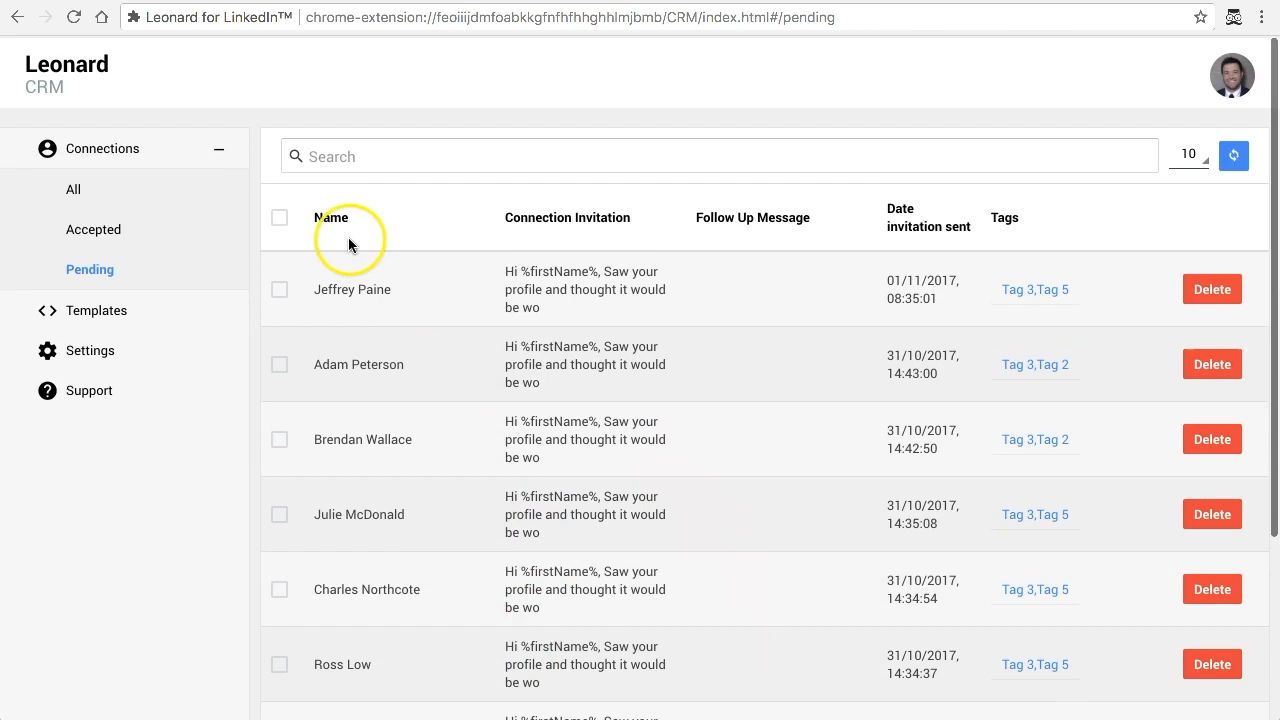 Leonard for LinkedIn™ chrome-extension://feoiiijdmfoabkkgfnfhfhhghhlmjbmb/CRM/index.html#/pending
Leonard
CRM
Connections
All
Accepted
Pending
Templates
Settings
Support
Search
10
Name Connection Invitation Follow Up Message Date
invitation sent Tags
Hi %firstName%, Saw your
Jeffrey Paine profile and thought it would 01/11/2017, Tag 3,Tag 5 Delete
be wo 08:35:01
Hi %firstName%, Saw your
Adam Peterson profile and thought it would 31/10/2017, Tag 3,Tag 2 Delete
be wo 14:43:00
Hi %firstName%, Saw your
Brendan Wallace profile and thought it would 31/10/2017, Tag 3,Tag 2 Delete
be wo 14:42:50
Hi %firstName%, Saw your
Julie McDonald profile and thought it would 31/10/2017, Tag 3,Tag 5 Delete
be wo 14:35:08
Hi %firstName%, Saw your
Charles Northcote profile and thought it would 31/10/2017, Tag 3,Tag 5 Delete
be wo 14:34:54
Hi %firstName%, Saw your
Ross Low profile and thought it would 31/10/2017, Tag 3,Tag 5 Delete
be wo 14:34:37